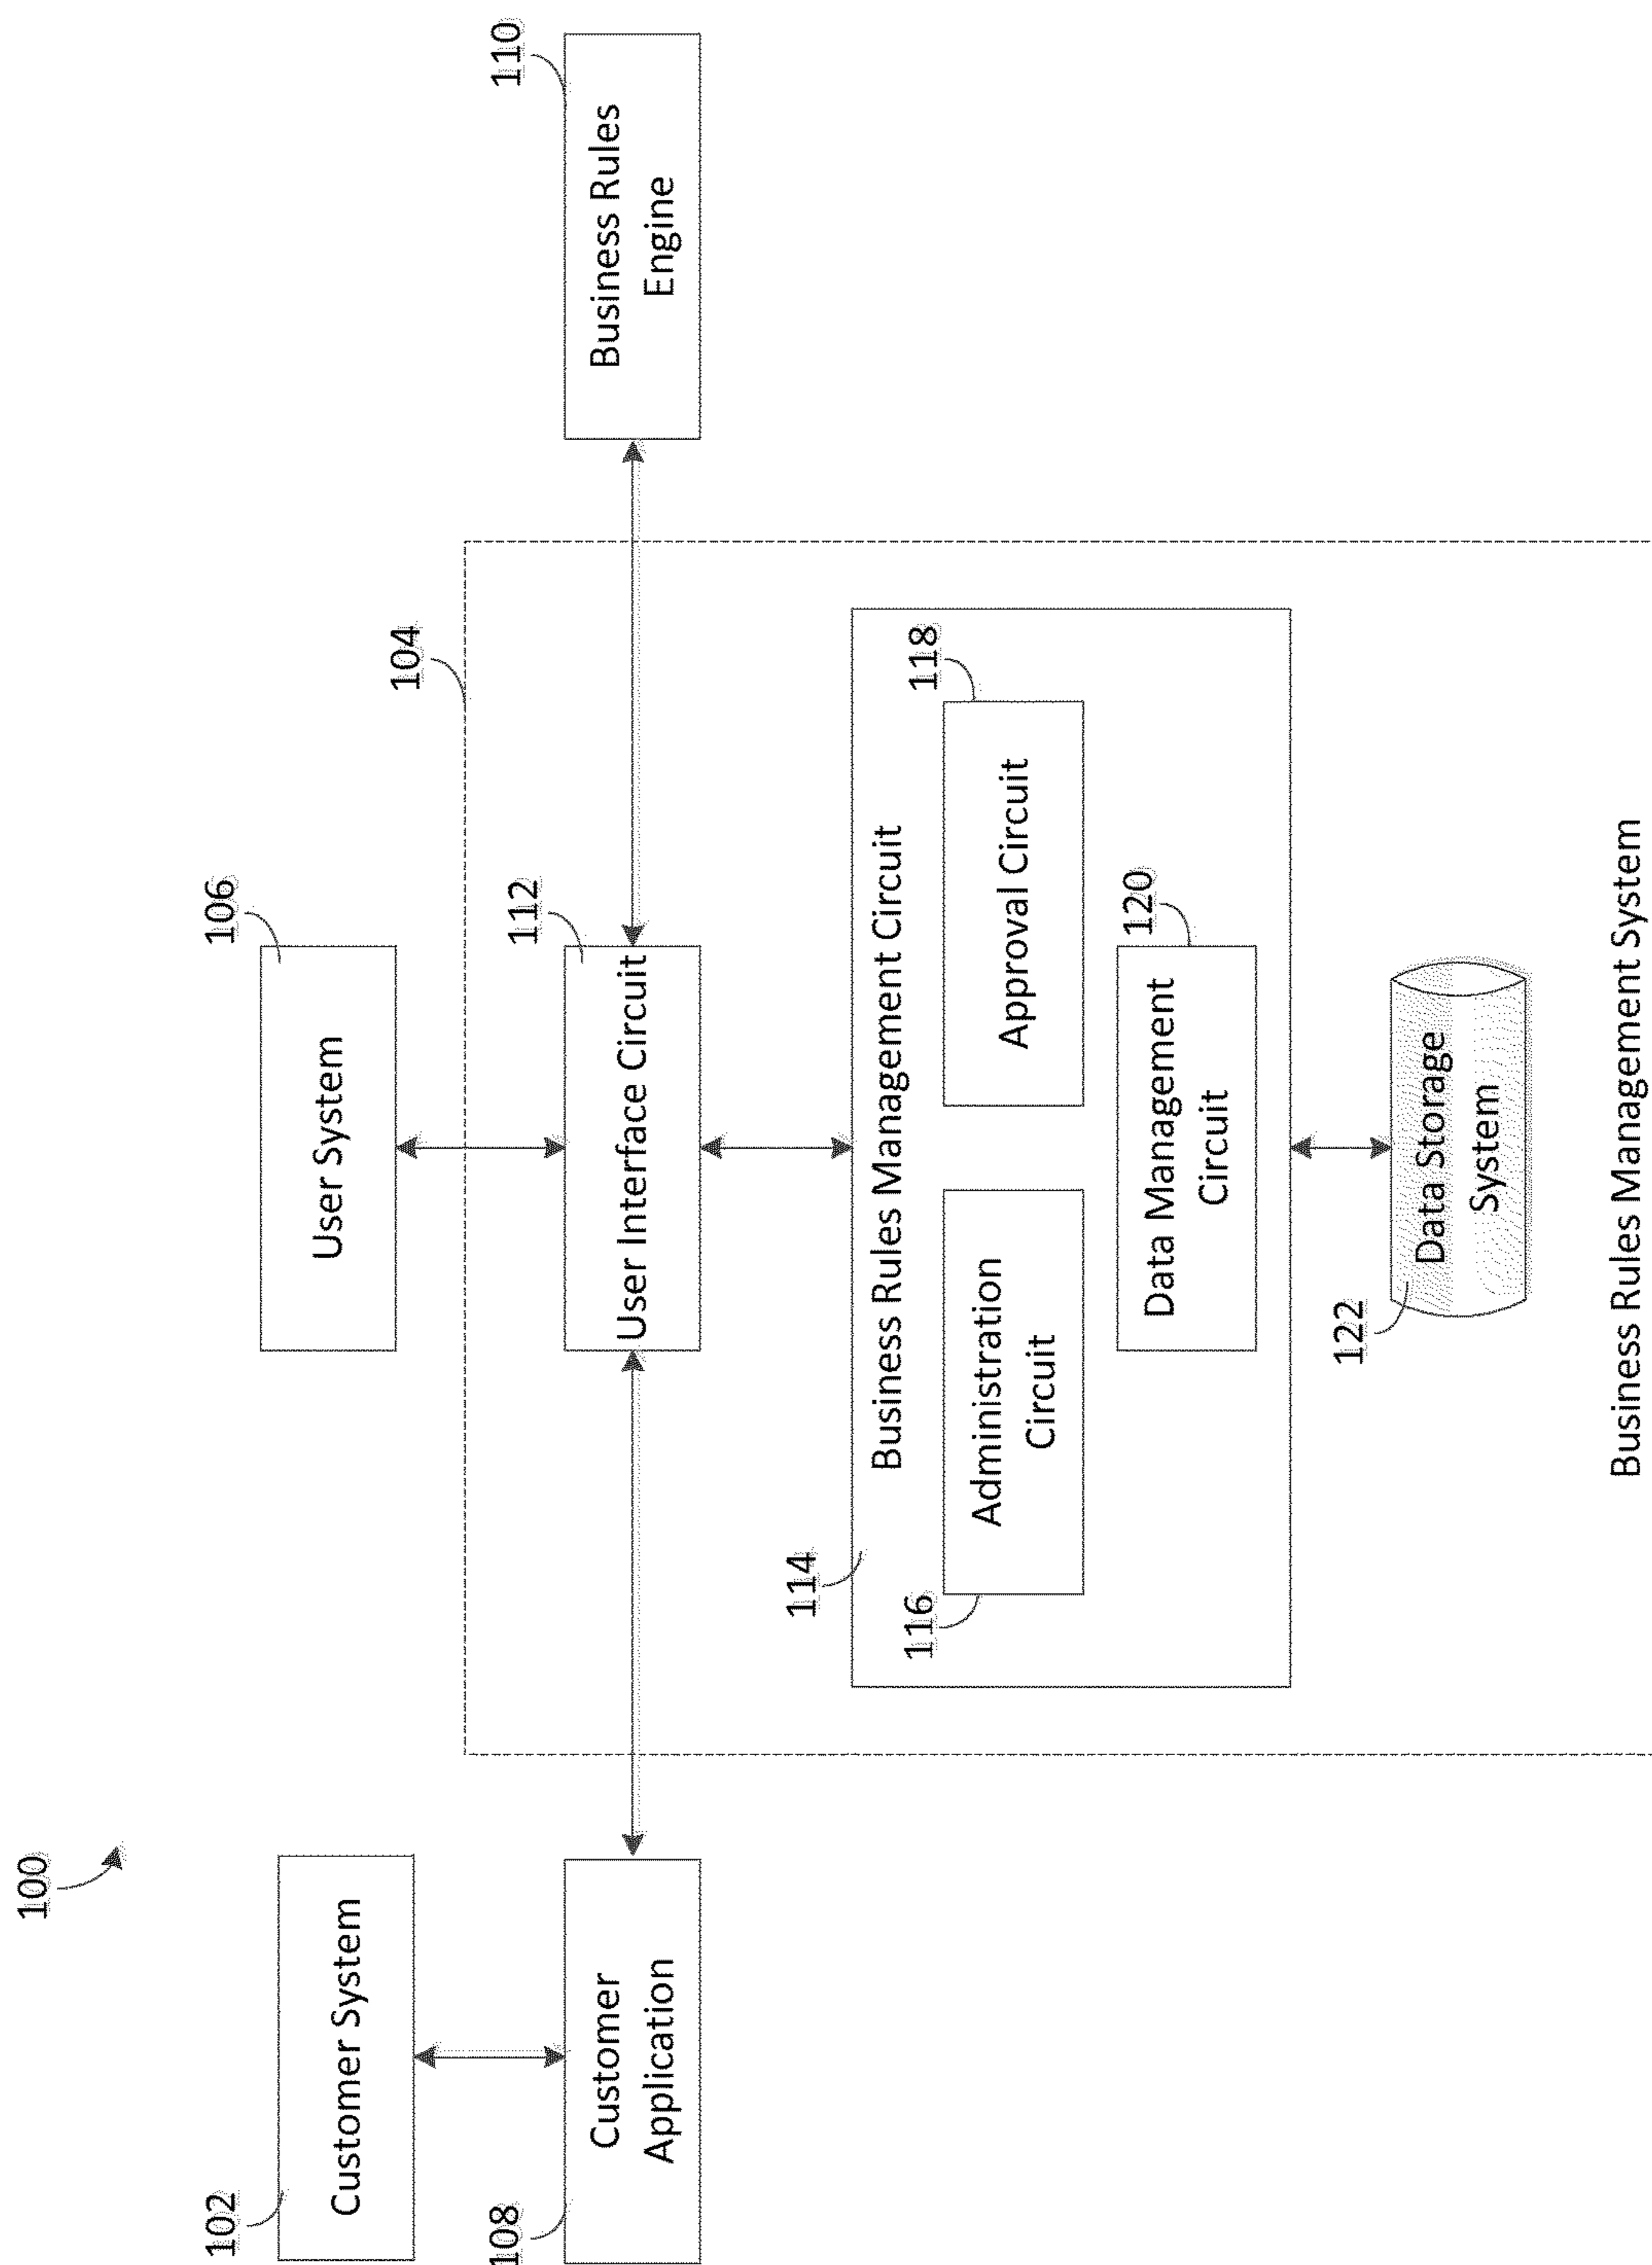 100
102
Customer System
106
User System
104
108
Customer
Application
112
User Interface Circuit
110
Business Rules
Engine
114
Business Rules Management Circuit
116
Administration
Circuit
118
Approval Circuit
120
Data Management
Circuit
122
Data Storage
System
Business Rules Management System